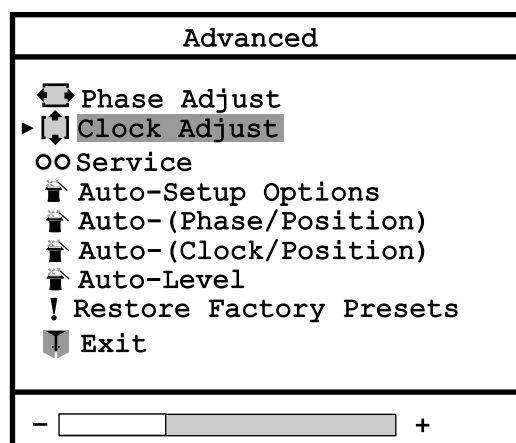 Advanced
Phase Adjust
Clock Adjust
Service
Auto-Setup Options
Auto-(Phase/Position)
Auto-(Clock/Position)
Auto-Level
! Restore Factory Presets
Exit
- +